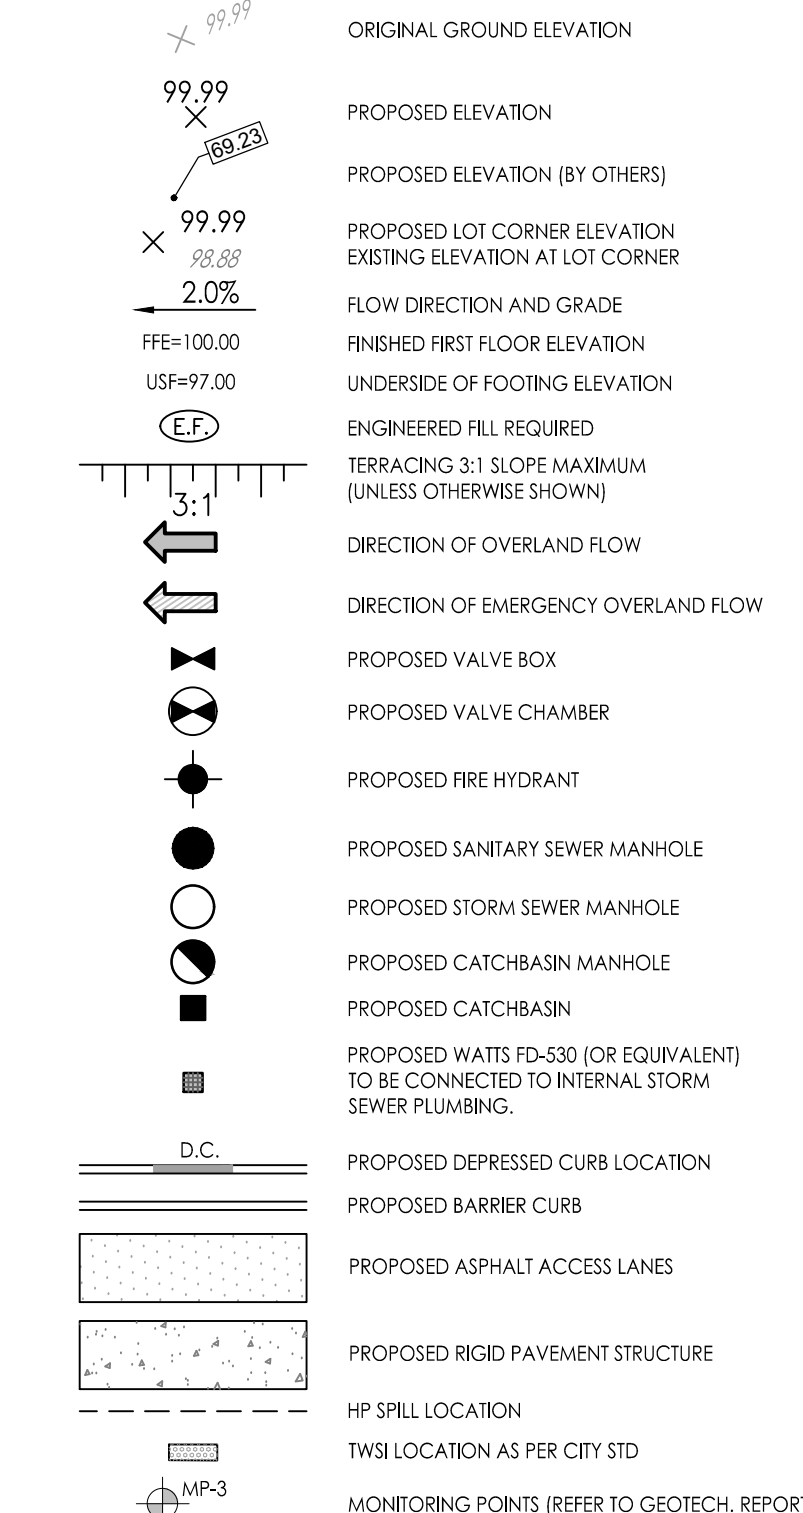 99.99 ORIGINAL GROUND ELEVATION
99.99 PROPOSED ELEVATION
69.23 PROPOSED ELEVATION (BY OTHERS)
99.99 PROPOSED LOT CORNER ELEVATION
98.88 EXISTING ELEVATION AT LOT CORNER
2.0% FLOW DIRECTION AND GRADE
FFE=100.00 FINISHED FIRST FLOOR ELEVATION
USF=97.00 UNDERSIDE OF FOOTING ELEVATION
E.F. ENGINEERED FILL REQUIRED
TERRACING 3:1 SLOPE MAXIMUM
3:1 (UNLESS OTHERWISE SHOWN)
DIRECTION OF OVERLAND FLOW
DIRECTION OF EMERGENCY OVERLAND FLOW
PROPOSED VALVE BOX
PROPOSED VALVE CHAMBER
PROPOSED FIRE HYDRANT
PROPOSED SANITARY SEWER MANHOLE
PROPOSED STORM SEWER MANHOLE
PROPOSED CATCHBASIN MANHOLE
PROPOSED CATCHBASIN
PROPOSED WATTS FD-530 (OR EQUIVALENT)
TO BE CONNECTED TO INTERNAL STORM
SEWER PLUMBING.
D.C. PROPOSED DEPRESSED CURB LOCATION
PROPOSED BARRIER CURB
PROPOSED ASPHALT ACCESS LANES
PROPOSED RIGID PAVEMENT STRUCTURE
HP SPILL LOCATION
TWSI LOCATION AS PER CITY STD
MP-3 MONITORING POINTS (REFER TO GEOTECH. REPORT